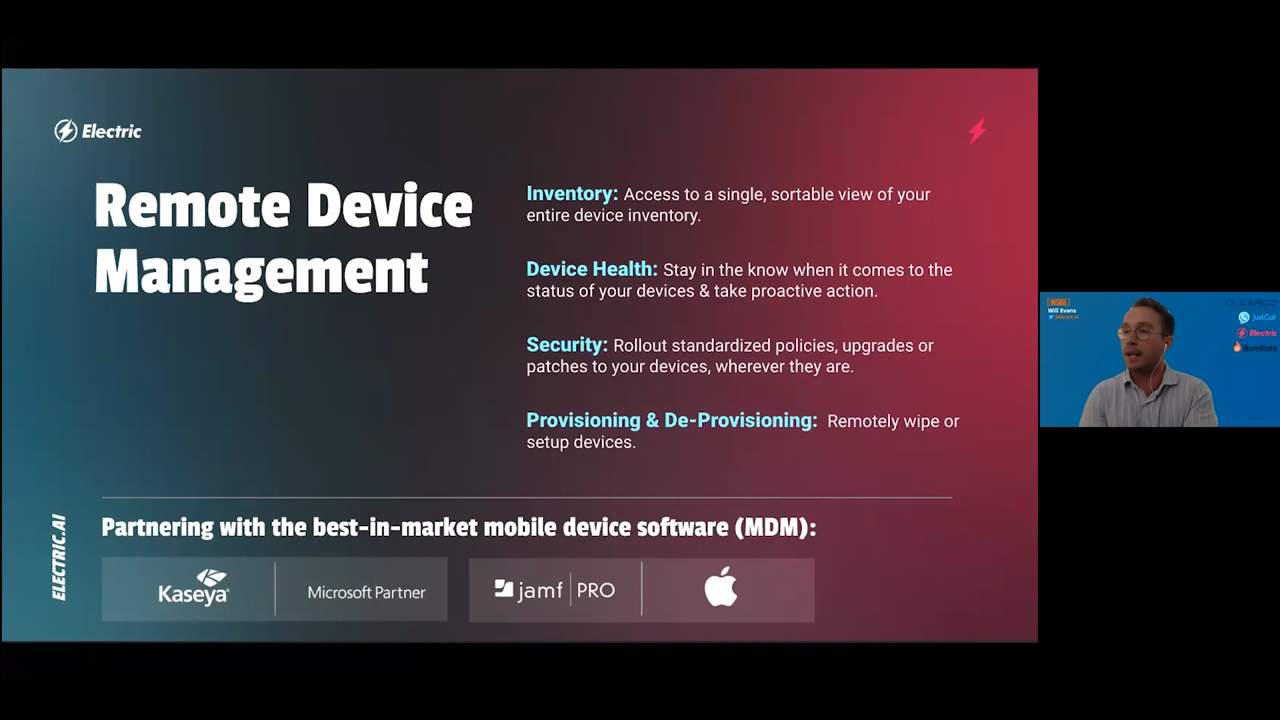 Electric
Remote Device
Management
Inventory: Access to a single, sortable view of your
entire device inventory.
Device Health: Stay in the know when it comes to the
status of your devices & take proactive action.
Security: Rollout standardized policies, upgrades or
patches to your devices, wherever they are.
Provisioning & De-Provisioning: Remotely wipe or
setup devices.
ELECTRIC.AI
Partnering with the best-in-market mobile device software (MDM):
Kaseya
Microsoft Partner
jamf PRO
[INSIDE]
Will Evans
CLEARCO
JustCall
Electric
BurnRate